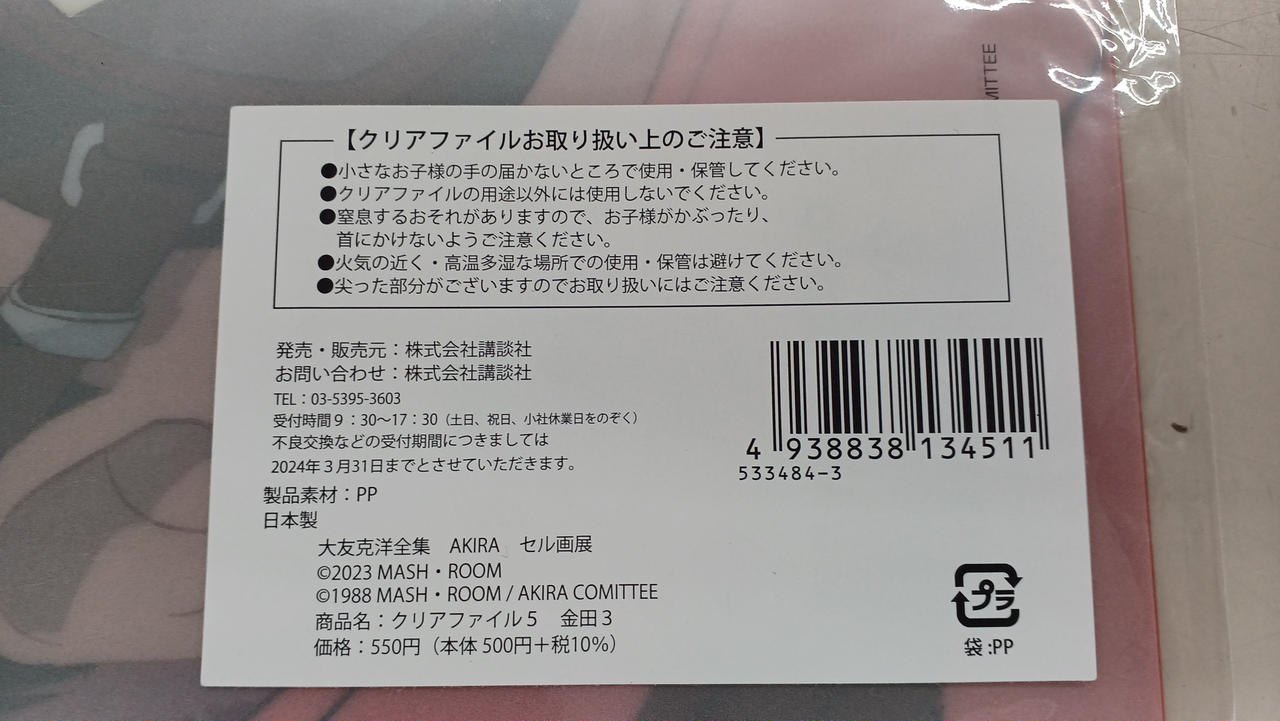 MITTEE
【クリアファイルお取り扱い上のご注意】
●小さなお子様の手の届かないところで使用・保管してください。
●クリアファイルの用途以外には使用しないでください。
●窒息するおそれがありますので、お子様がかぶったり、
首にかけないようご注意ください。
●火気の近く・高温多湿な場所での使用・保管は避けてください。
●尖った部分がございますのでお取り扱いにはご注意ください。
発売・販売元：株式会社講談社
お問い合わせ：株式会社講談社
TEL：03-5395-3603
受付時間９：30〜17：30（土日、祝日、小社休業日をのぞく）
不良交換などの受付期間につきましては
2024年３月31日までとさせていただきます。
製品素材：PP
日本製
大友克洋全集　AKIRA　セル画展
©2023 MASH・ROOM
©1988 MASH・ROOM / AKIRA COMITTEE
商品名：クリアファイル５　金田３
価格：550円（本体 500円＋税10%）
4 938838 134511
533484-3
プラ
袋:PP